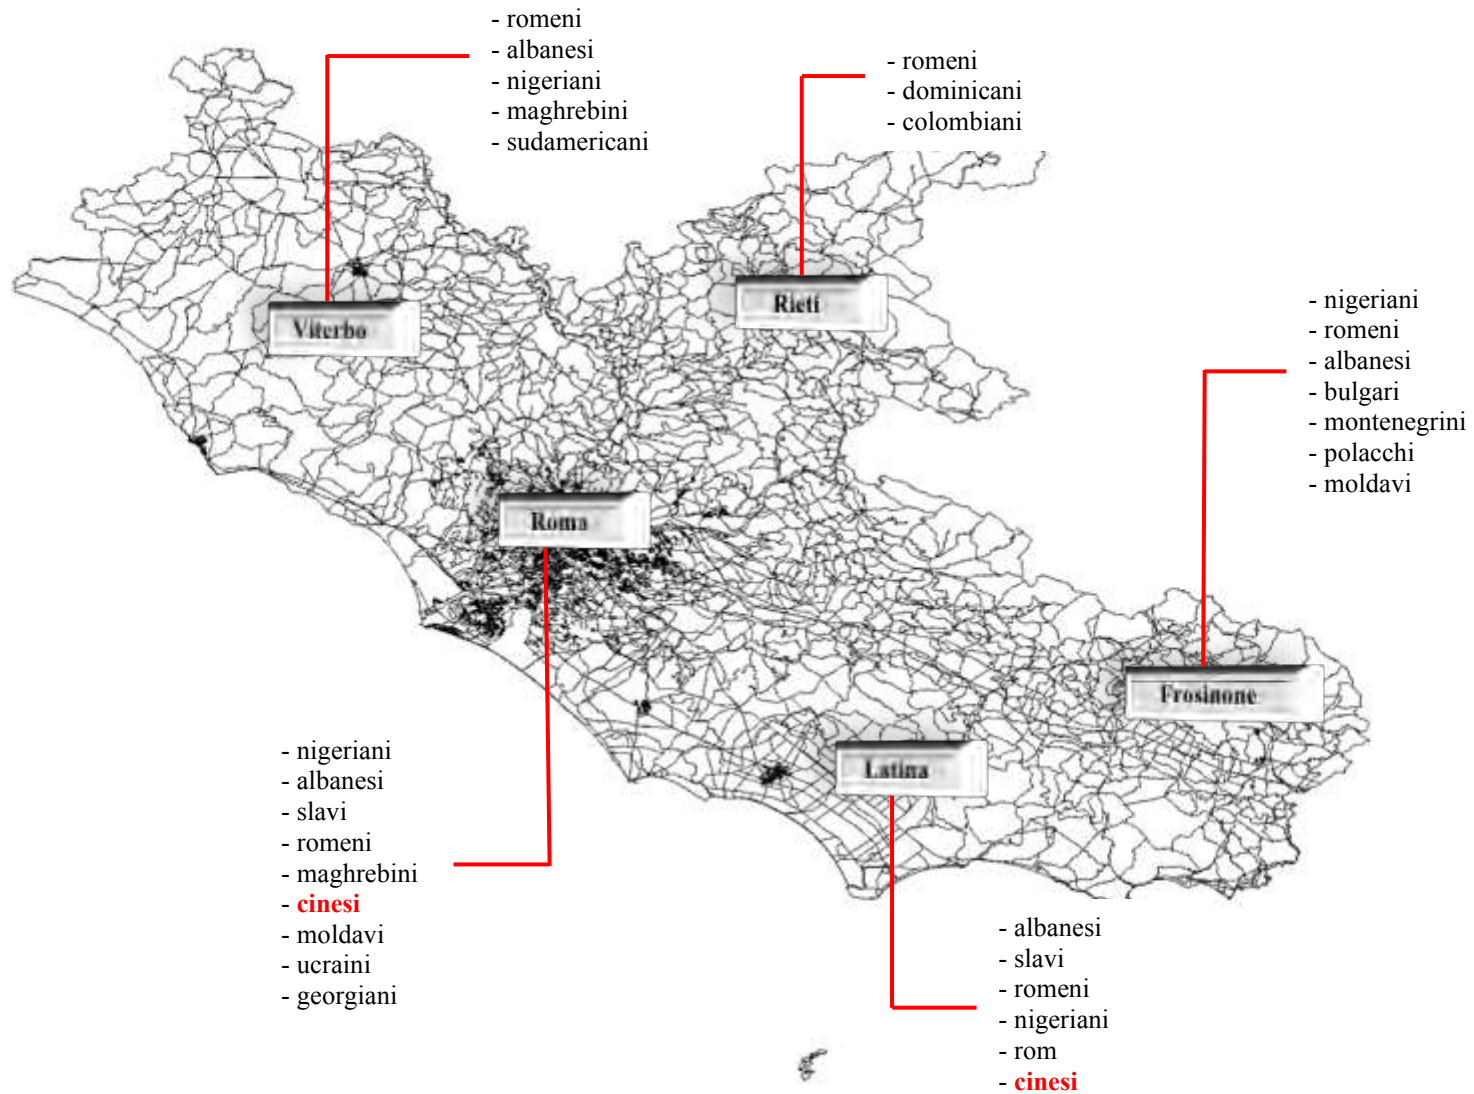 - romeni
- albanesi
- nigeriani
- maghrebini
- sudamericani
- romeni
- dominicani
- colombiani
Viterbo
Rieti
- nigeriani
- romeni
- albanesi
- bulgari
- montenegrini
- polacchi
- moldavi
Roma
Frosinone
Latina
- nigeriani
- albanesi
- slavi
- romeni
- maghrebini
- cinesi
- moldavi
- ucraini
- georgiani
- albanesi
- slavi
- romeni
- nigeriani
- rom
- cinesi